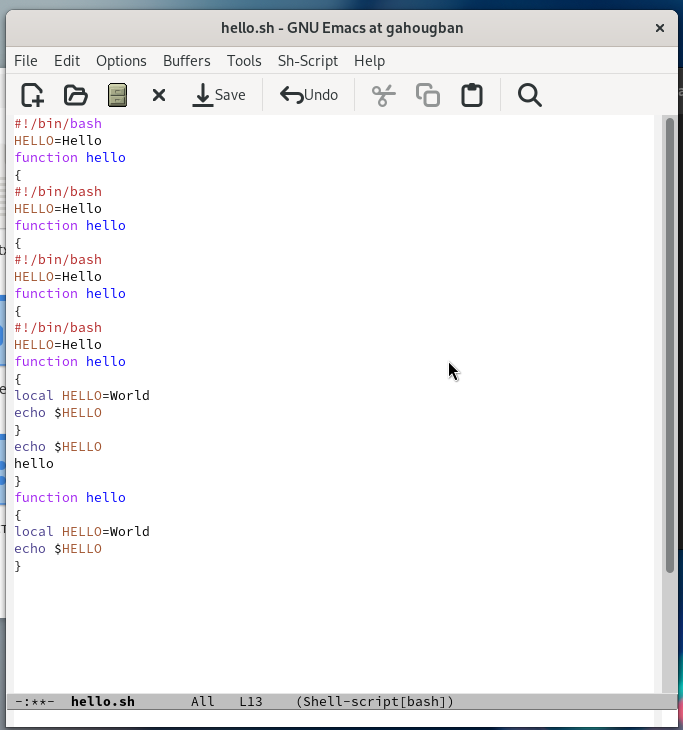 hello.sh - GNU Emacs at gahougban ×
File Edit Options Buffers Tools Sh-Script Help
Save Undo
#!/bin/bash
HELLO=Hello
function hello
{
#!/bin/bash
HELLO=Hello
function hello
{
#!/bin/bash
HELLO=Hello
function hello
{
#!/bin/bash
HELLO=Hello
function hello
{
local HELLO=World
echo $HELLO
}
echo $HELLO
hello
}
function hello
{
local HELLO=World
echo $HELLO
}
-:**- hello.sh All L13 (Shell-script[bash])